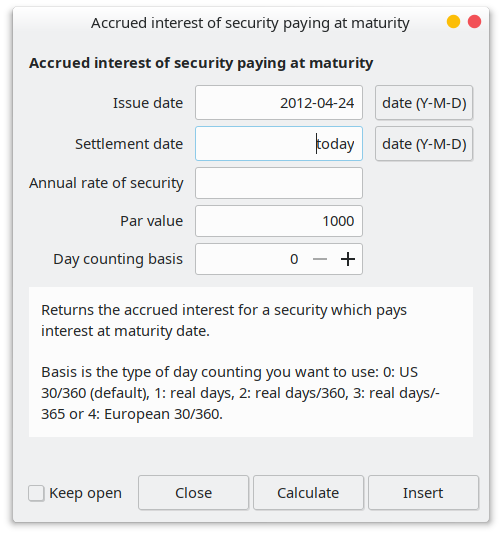 Accrued interest of security paying at maturity
Accrued interest of security paying at maturity
Issue date 2012-04-24 date (Y-M-D)
Settlement date today date (Y-M-D)
Annual rate of security
Par value 1000
Day counting basis 0
Returns the accrued interest for a security which pays
interest at maturity date.
Basis is the type of day counting you want to use: 0: US
30/360 (default), 1: real days, 2: real days/360, 3: real days/-
365 or 4: European 30/360.
Keep open Close Calculate Insert